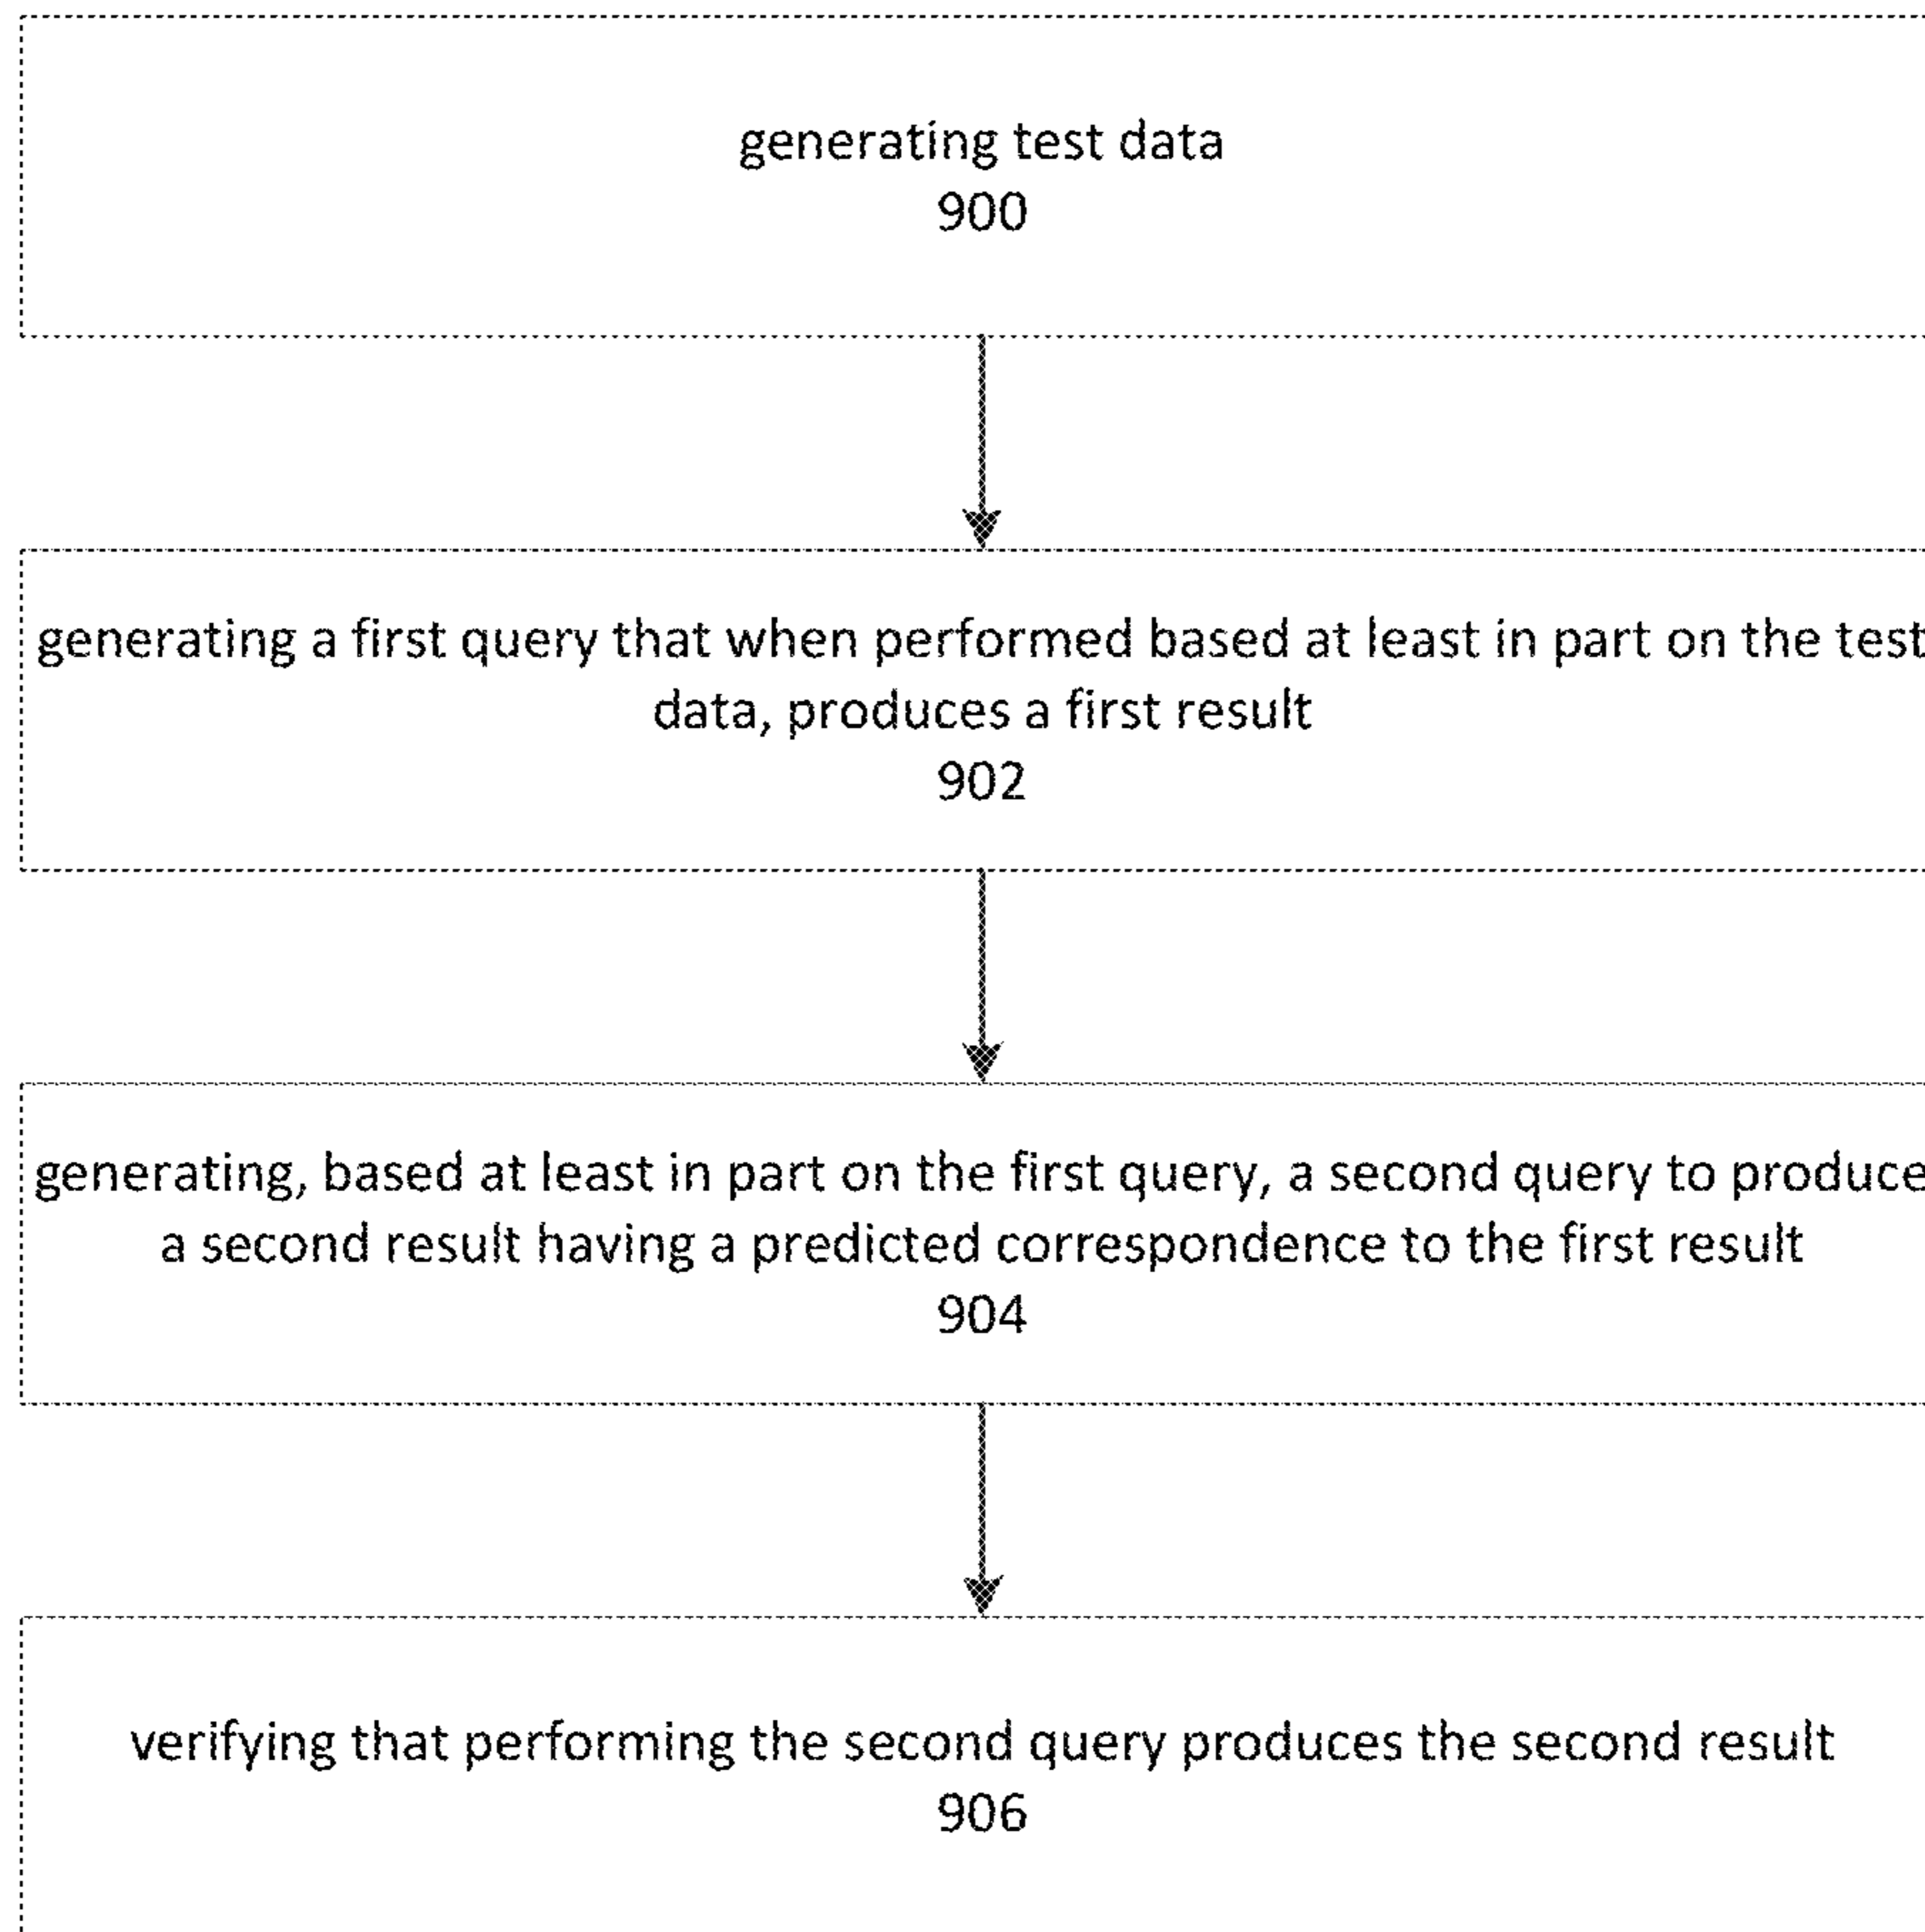 generating test data
900
generating a first query that when performed based at least in part on the test
data, produces a first result
902
generating, based at least in part on the first query, a second query to produce
a second result having a predicted correspondence to the first result
904
verifying that performing the second query produces the second result
906